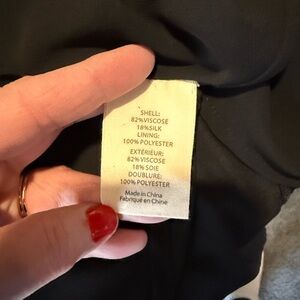 SHELL:
82%VISCOSE
18%SILK
LINING:
100%POLYESTER
EXTÉRIEUR:
82%VISCOSE
18%SOIE
DOUBLURE:
100%POLYESTER
Made in China
Fabriqué en Chine